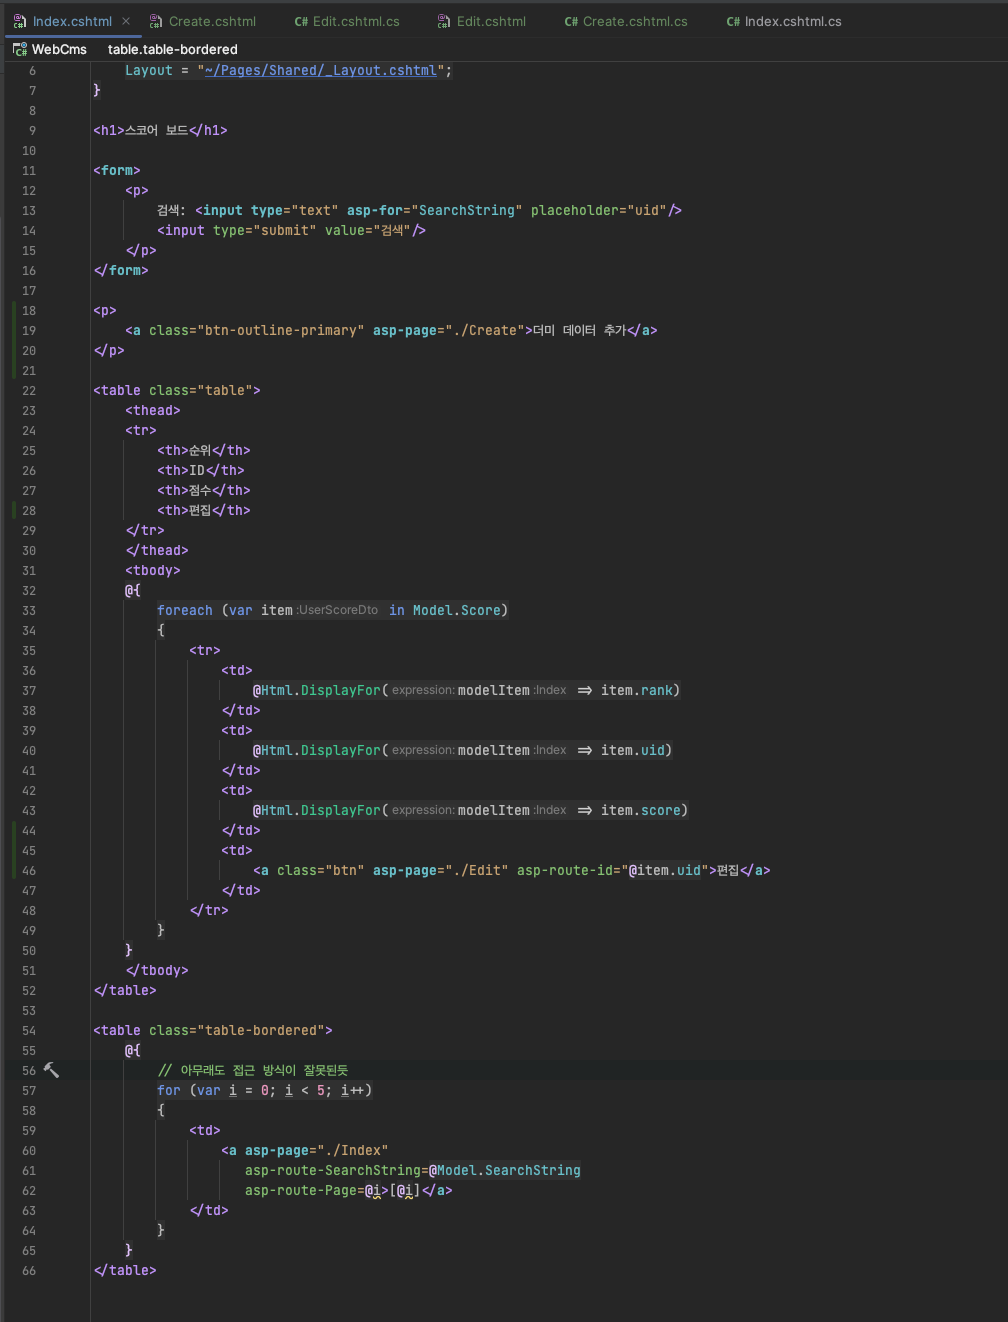 Index.cshtml × Create.cshtml C# Edit.cshtml.cs Edit.cshtml C# Create.cshtml.cs C# Index.cshtml.cs
C# WebCms table.table-bordered
6 Layout = "~/Pages/Shared/_Layout.cshtml";
7 }
8
9 <h1>스코어 보드</h1>
10
11 <form>
12 <p>
13 검색: <input type="text" asp-for="SearchString" placeholder="uid"/>
14 <input type="submit" value="검색"/>
15 </p>
16 </form>
17
18 <p>
19 <a class="btn-outline-primary" asp-page="./Create">더미 데이터 추가</a>
20 </p>
21
22 <table class="table">
23 <thead>
24 <tr>
25 <th>순위</th>
26 <th>ID</th>
27 <th>점수</th>
28 <th>편집</th>
29 </tr>
30 </thead>
31 <tbody>
32 @{
33 foreach (var item :UserScoreDto in Model.Score)
34 {
35 <tr>
36 <td>
37 @Html.DisplayFor( expression: modelItem :Index => item.rank)
38 </td>
39 <td>
40 @Html.DisplayFor( expression: modelItem :Index => item.uid)
41 </td>
42 <td>
43 @Html.DisplayFor( expression: modelItem :Index => item.score)
44 </td>
45 <td>
46 <a class="btn" asp-page="./Edit" asp-route-id="@item.uid">편집</a>
47 </td>
48 </tr>
49 }
50 }
51 </tbody>
52 </table>
53
54 <table class="table-bordered">
55 @{
56 // 아무래도 접근 방식이 잘못된듯
57 for (var i = 0; i < 5; i++)
58 {
59 <td>
60 <a asp-page="./Index"
61 asp-route-SearchString=@Model.SearchString
62 asp-route-Page=@i>[@i]</a>
63 </td>
64 }
65 }
66 </table>